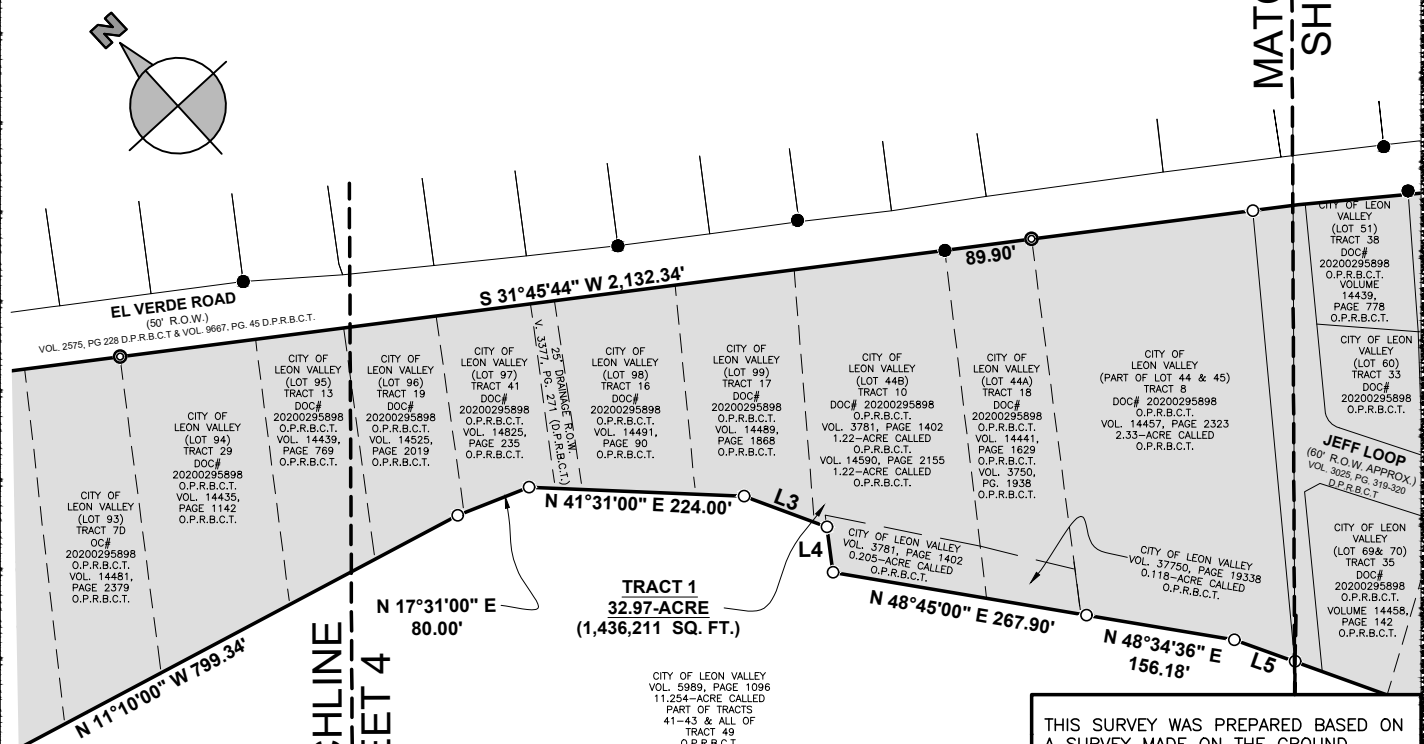 N
MATC
SH
EL VERDE ROAD
(50' R.O.W.)
VOL. 2575, PG 228 D.P.R.B.C.T & VOL. 9667, PG. 45 D.P.R.B.C.T.
S 31°45'44" W 2,132.34'
89.90'
CITY OF
LEON VALLEY
(LOT 93)
TRACT 7D
OC#
20200295898
O.P.R.B.C.T.
VOL. 14481,
PAGE 2379
O.P.R.B.C.T.
CITY OF
LEON VALLEY
(LOT 94)
TRACT 29
DOC#
20200295898
O.P.R.B.C.T.
VOL. 14435,
PAGE 1142
O.P.R.B.C.T.
CITY OF
LEON VALLEY
(LOT 95)
TRACT 13
DOC#
20200295898
O.P.R.B.C.T.
VOL. 14439,
PAGE 769
O.P.R.B.C.T.
CITY OF
LEON VALLEY
(LOT 96)
TRACT 19
DOC#
20200295898
O.P.R.B.C.T.
VOL. 14525,
PAGE 2019
O.P.R.B.C.T.
CITY OF
LEON VALLEY
(LOT 97)
TRACT 41
DOC#
20200295898
O.P.R.B.C.T.
VOL. 14825,
PAGE 235
O.P.R.B.C.T.
25' DRAINAGE R.O.W.
V. 3377, PG. 271 (D.P.R.B.C.T.)
CITY OF
LEON VALLEY
(LOT 98)
TRACT 16
DOC#
20200295898
O.P.R.B.C.T.
VOL. 14491,
PAGE 90
O.P.R.B.C.T.
CITY OF
LEON VALLEY
(LOT 99)
TRACT 17
DOC#
20200295898
O.P.R.B.C.T.
VOL. 14489,
PAGE 1868
O.P.R.B.C.T.
CITY OF
LEON VALLEY
(LOT 44B)
TRACT 10
DOC# 20200295898
O.P.R.B.C.T.
VOL. 3781, PAGE 1402
1.22-ACRE CALLED
O.P.R.B.C.T.
VOL. 14590, PAGE 2155
1.22-ACRE CALLED
O.P.R.B.C.T.
CITY OF
LEON VALLEY
(LOT 44A)
TRACT 18
DOC#
20200295898
O.P.R.B.C.T.
VOL. 14441,
PAGE 1629
O.P.R.B.C.T.
VOL. 3750,
PG. 1938
O.P.R.B.C.T.
CITY OF
LEON VALLEY
(PART OF LOT 44 & 45)
TRACT 8
DOC# 20200295898
O.P.R.B.C.T.
VOL. 14457, PAGE 2323
2.33-ACRE CALLED
O.P.R.B.C.T.
CITY OF LEON
VALLEY
(LOT 51)
TRACT 38
DOC#
20200295898
O.P.R.B.C.T.
VOLUME
14439,
PAGE 778
O.P.R.B.C.T.
CITY OF LEON
VALLEY
(LOT 60)
TRACT 33
DOC#
20200295898
O.P.R.B.C.T.
JEFF LOOP
(60' R.O.W. APPROX.)
VOL. 3025, PG. 319-320
D.P.R.B.C.T
CITY OF LEON
VALLEY
(LOT 69& 70)
TRACT 35
DOC#
20200295898
O.P.R.B.C.T.
VOLUME 14458,
PAGE 142
O.P.R.B.C.T.
N 11°10'00" W 799.34'
N 17°31'00" E
80.00'
N 41°31'00" E 224.00'
L3
L4
CITY OF LEON VALLEY
VOL. 3781, PAGE 1402
0.205-ACRE CALLED
O.P.R.B.C.T.
CITY OF LEON VALLEY
VOL. 37750, PAGE 19338
0.118-ACRE CALLED
O.P.R.B.C.T.
N 48°45'00" E 267.90'
N 48°34'36" E
156.18'
L5
TRACT 1
32.97-ACRE
(1,436,211 SQ. FT.)
CHLINE
EET 4
CITY OF LEON VALLEY
VOL. 5989, PAGE 1096
11.254-ACRE CALLED
PART OF TRACTS
41-43 & ALL OF
TRACT 49
O.P.R.B.C.T.
THIS SURVEY WAS PREPARED BASED ON
A SURVEY MADE ON THE GROUND